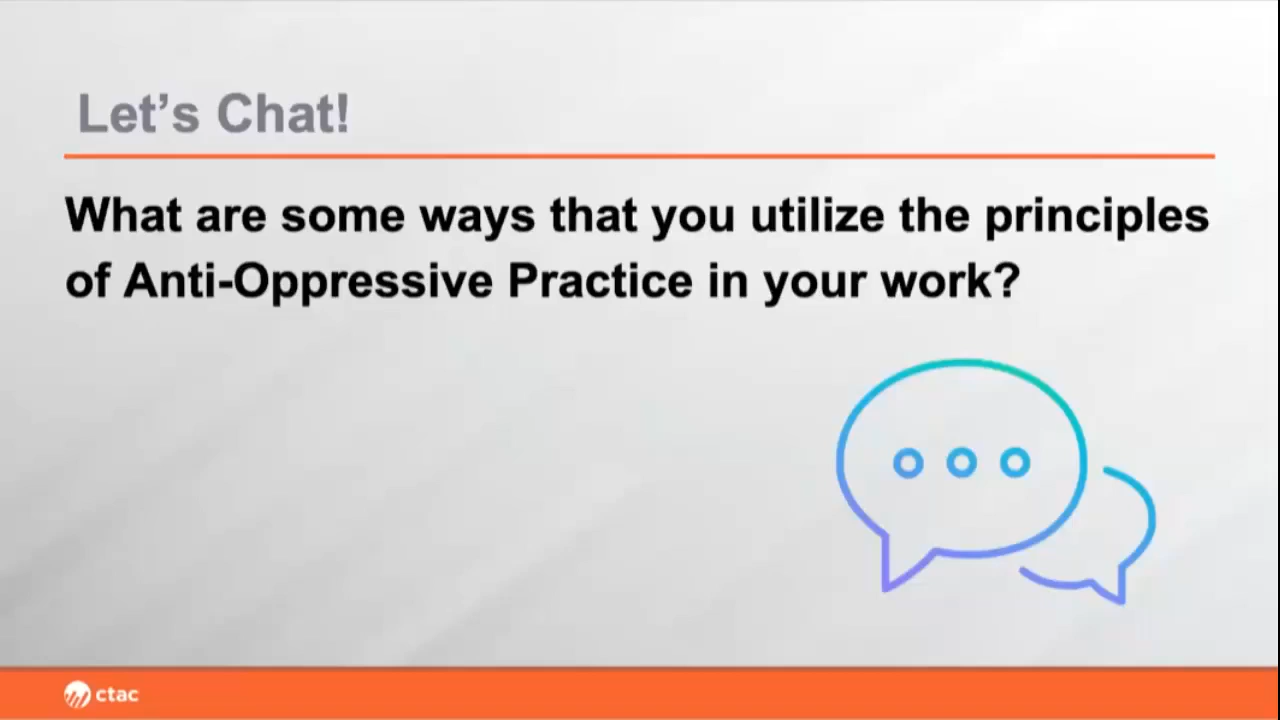 Let’s Chat!
What are some ways that you utilize the principles
of Anti-Oppressive Practice in your work?
ctac